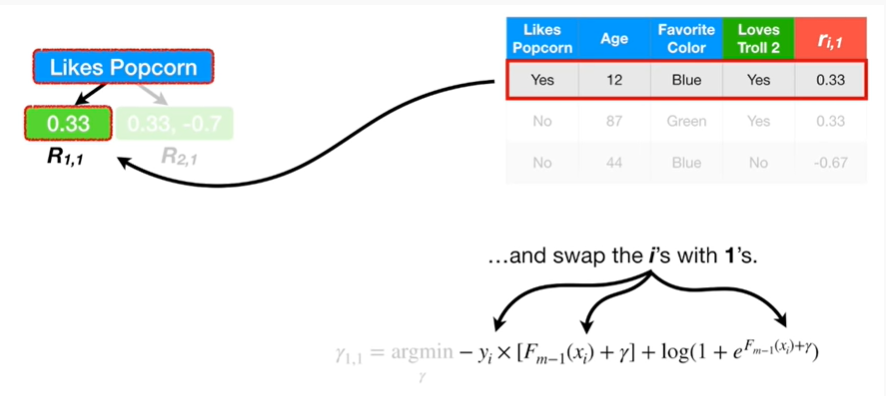 Likes Popcorn
0.33 0.33, -0.7
R1,1 R2,1
Likes Popcorn Age Favorite Color Loves Troll 2 ri,1
Yes 12 Blue Yes 0.33
No 87 Green Yes 0.33
No 44 Blue No -0.67
…and swap the i's with 1's.
γ1,1 = argmin − yi × [Fm−1(xi) + γ] + log(1 + e^Fm−1(xi)+γ)
γ